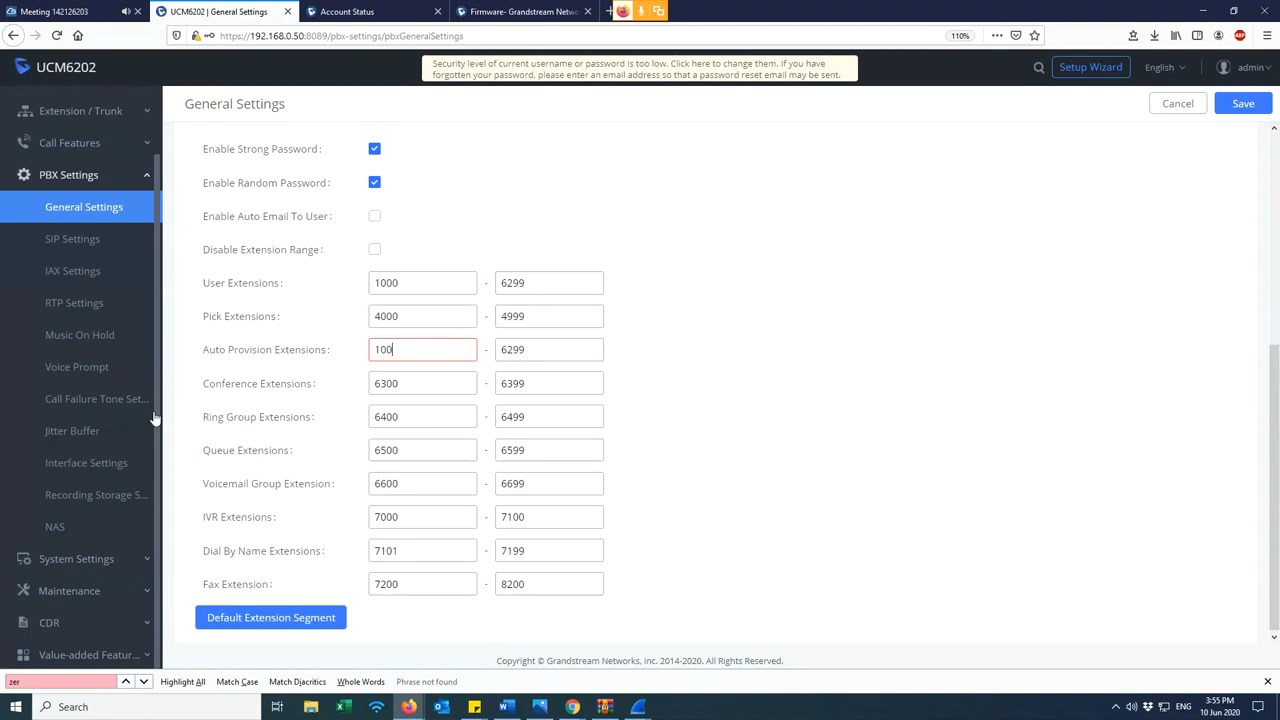 Meeting 142126203
UCM6202 | General Settings
Account Status
Firmware- Grandstream Netwo
https://192.168.0.50:8089/pbx-settings/pbxGeneralSettings
110%
UCM6202
Security level of current username or password is too low. Click here to change them. If you have
forgotten your password, please enter an email address so that a password reset email may be sent.
Setup Wizard
English
admin
Extension / Trunk
Call Features
PBX Settings
General Settings
SIP Settings
IAX Settings
RTP Settings
Music On Hold
Voice Prompt
Call Failure Tone Set...
Jitter Buffer
Interface Settings
Recording Storage S...
NAS
System Settings
Maintenance
CDR
Value-added Featur...
General Settings
Cancel
Save
Enable Strong Password :
Enable Random Password :
Enable Auto Email To User :
Disable Extension Range :
User Extensions : 1000 - 6299
Pick Extensions : 4000 - 4999
Auto Provision Extensions : 100 - 6299
Conference Extensions : 6300 - 6399
Ring Group Extensions : 6400 - 6499
Queue Extensions : 6500 - 6599
Voicemail Group Extension : 6600 - 6699
IVR Extensions : 7000 - 7100
Dial By Name Extensions : 7101 - 7199
Fax Extension : 7200 - 8200
Default Extension Segment
Copyright © Grandstream Networks, Inc. 2014-2020. All Rights Reserved.
zer
Highlight All
Match Case
Match Diacritics
Whole Words
Phrase not found
Search
ENG
3:55 PM
10 Jun 2020